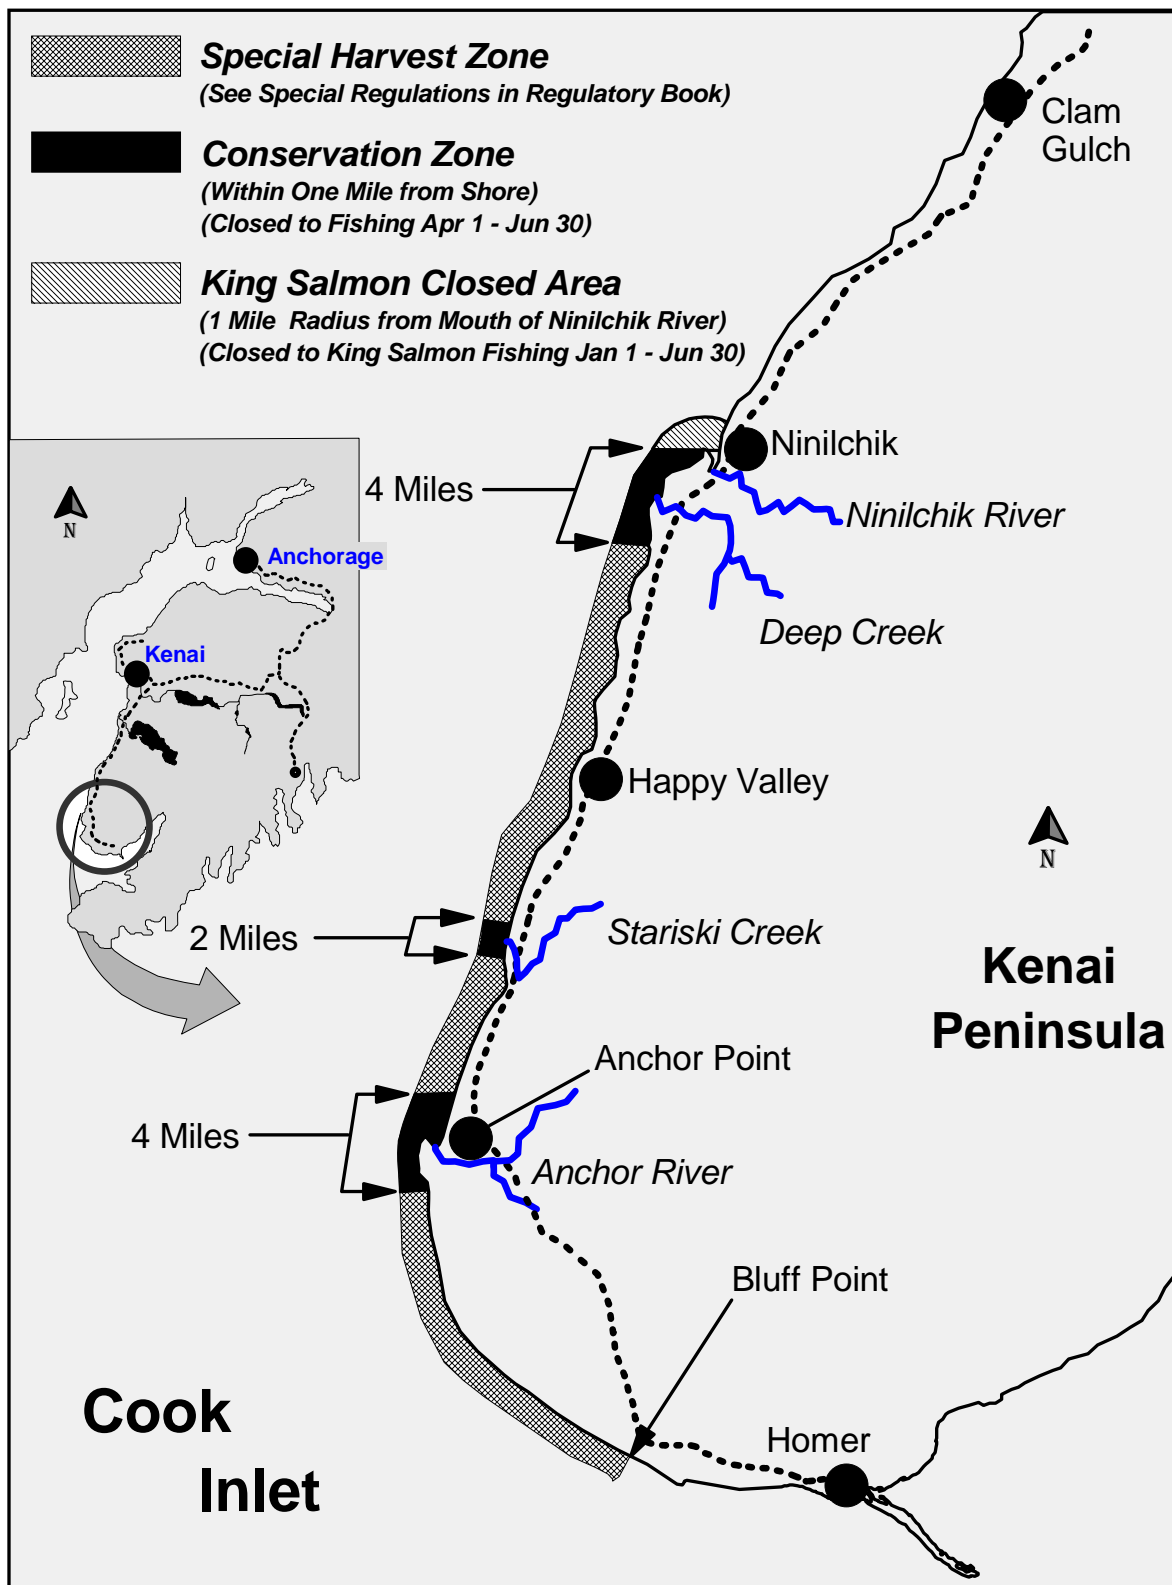 Special Harvest Zone
(See Special Regulations in Regulatory Book)
Conservation Zone
(Within One Mile from Shore)
(Closed to Fishing Apr 1 - Jun 30)
King Salmon Closed Area
(1 Mile  Radius from Mouth of Ninilchik River)
(Closed to King Salmon Fishing Jan 1 - Jun 30)
Clam
Gulch
Ninilchik
4 Miles
Ninilchik River
N
Anchorage
Deep Creek
Kenai
Happy Valley
N
2 Miles
Stariski Creek
Kenai
Peninsula
Anchor Point
4 Miles
Anchor River
Bluff Point
Cook
Inlet
Homer